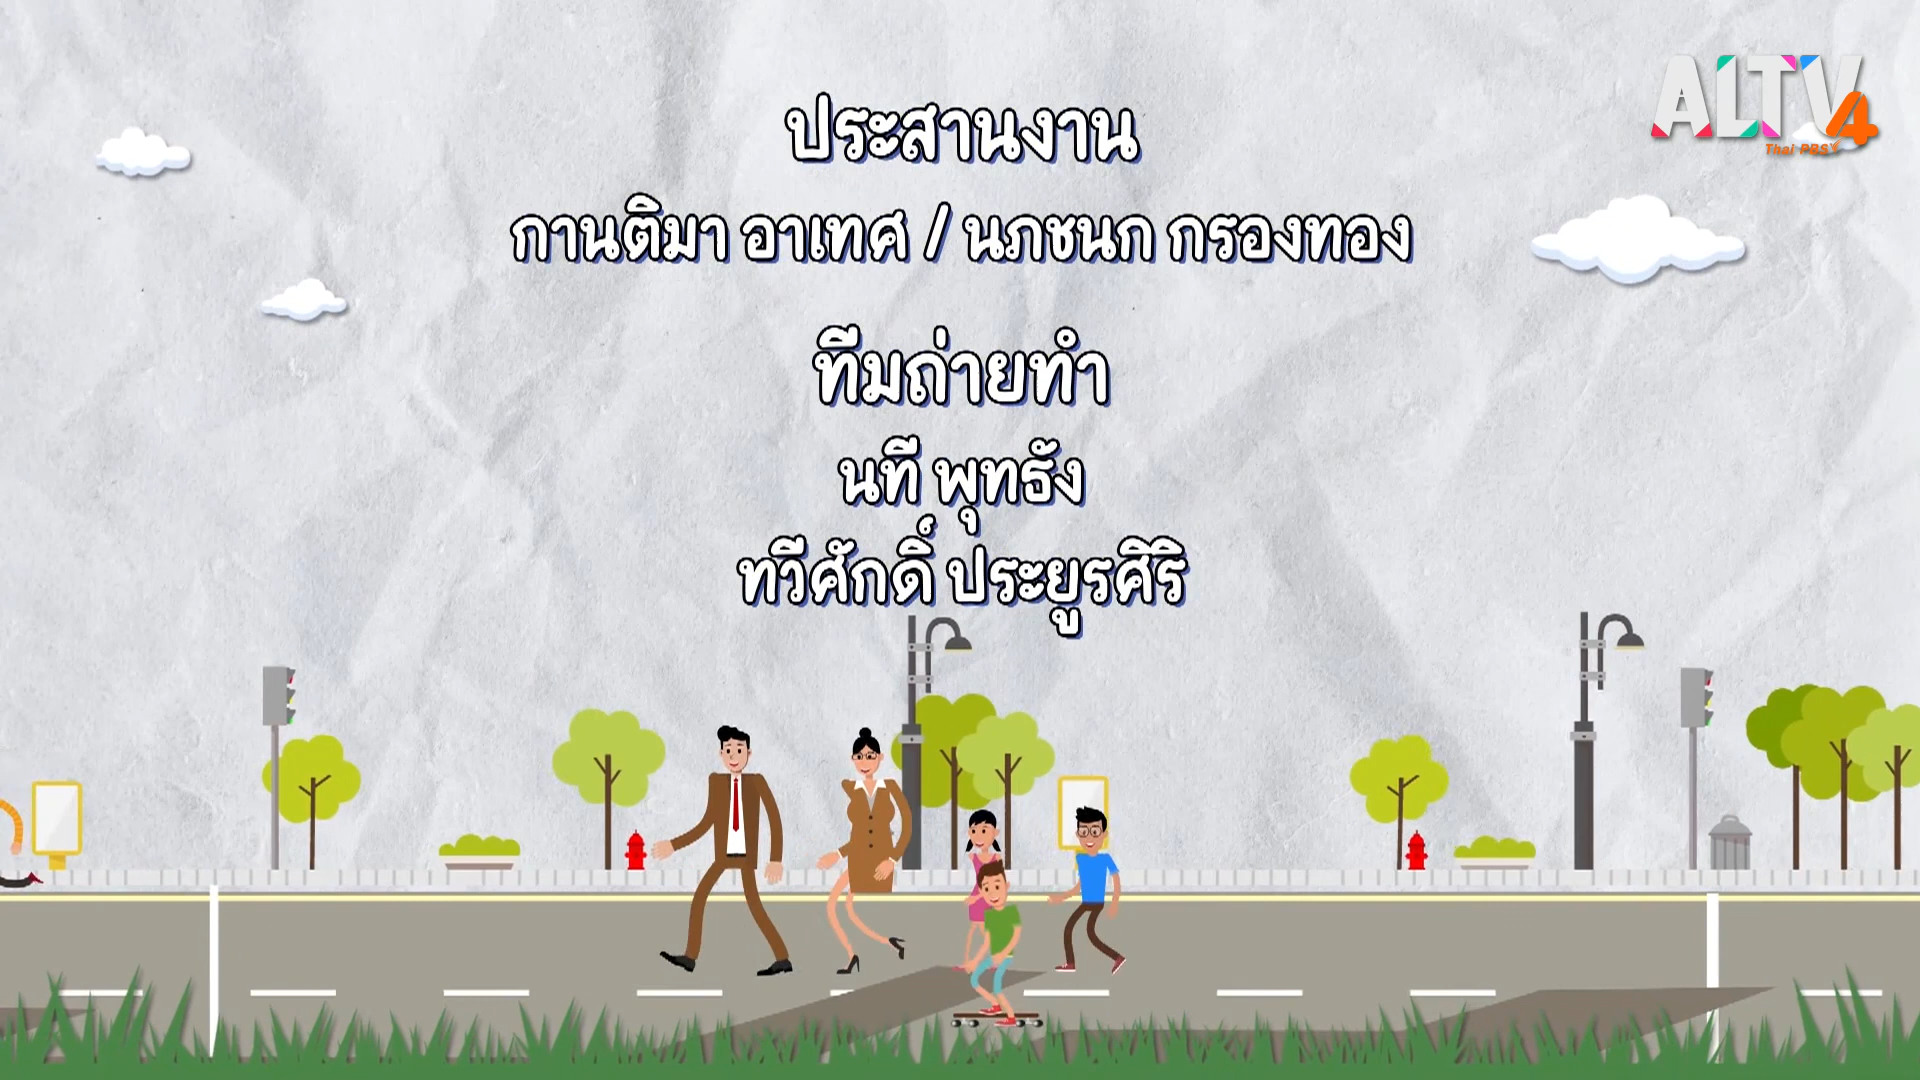 ALTV4
Thai PBS
ประสานงาน
กานติมา อาเทศ / นภชนก กรองทอง
ทีมถ่ายทำ
นที พุทธัง
ทวีศักดิ์ ประยูรศิริ